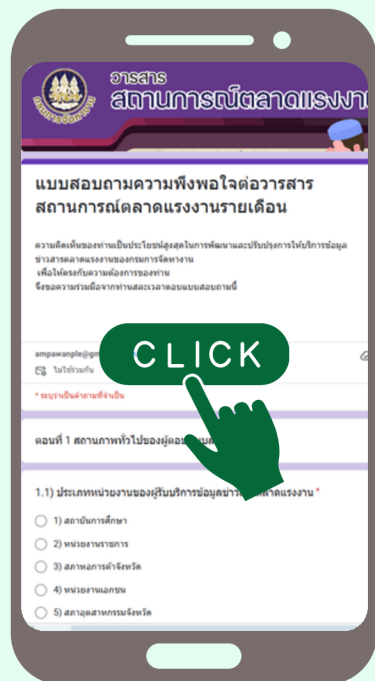 วารสาร
สถานการณ์ตลาดแรงงา
แบบสอบถามความพึงพอใจต่อวารสาร
สถานการณ์ตลาดแรงงานรายเดือน
ความคิดเห็นของท่านเป็นประโยชน์สูงสุดในการพัฒนาและปรับปรุงการให้บริการข้อมูล
ข่าวสารตลาดแรงงานของกรมการจัดหางาน
เพื่อให้ตรงกับความต้องการของท่าน
จึงขอความร่วมมือจากท่านสละเวลาตอบแบบสอบถามนี้
CLICK
ampawanple@gm
ไม่ใช้ร่วมกัน
* ระบุว่าเป็นคำถามที่จำเป็น
ตอนที่ 1 สถานภาพทั่วไปของผู้ตอบ
1.1) ประเภทหน่วยงานของผู้รับบริการข้อมูลข่าว ตลาดแรงงาน *
1) สถาบันการศึกษา
2) หน่วยงานราชการ
3) สภาหอการค้าจังหวัด
4) หน่วยงานเอกชน
5) สภาอุตสาหกรรมจังหวัด